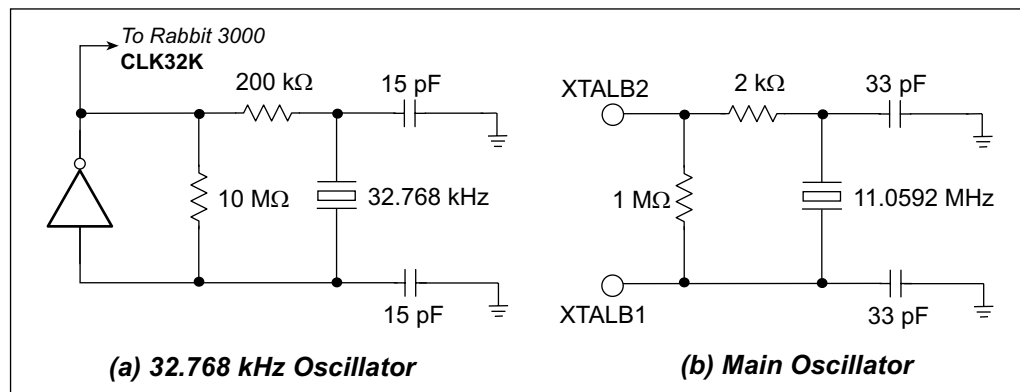 To Rabbit 3000
CLK32K
200 kΩ
15 pF
10 MΩ
32.768 kHz
15 pF
(a) 32.768 kHz Oscillator
XTALB2
2 kΩ
33 pF
1 MΩ
11.0592 MHz
XTALB1
33 pF
(b) Main Oscillator